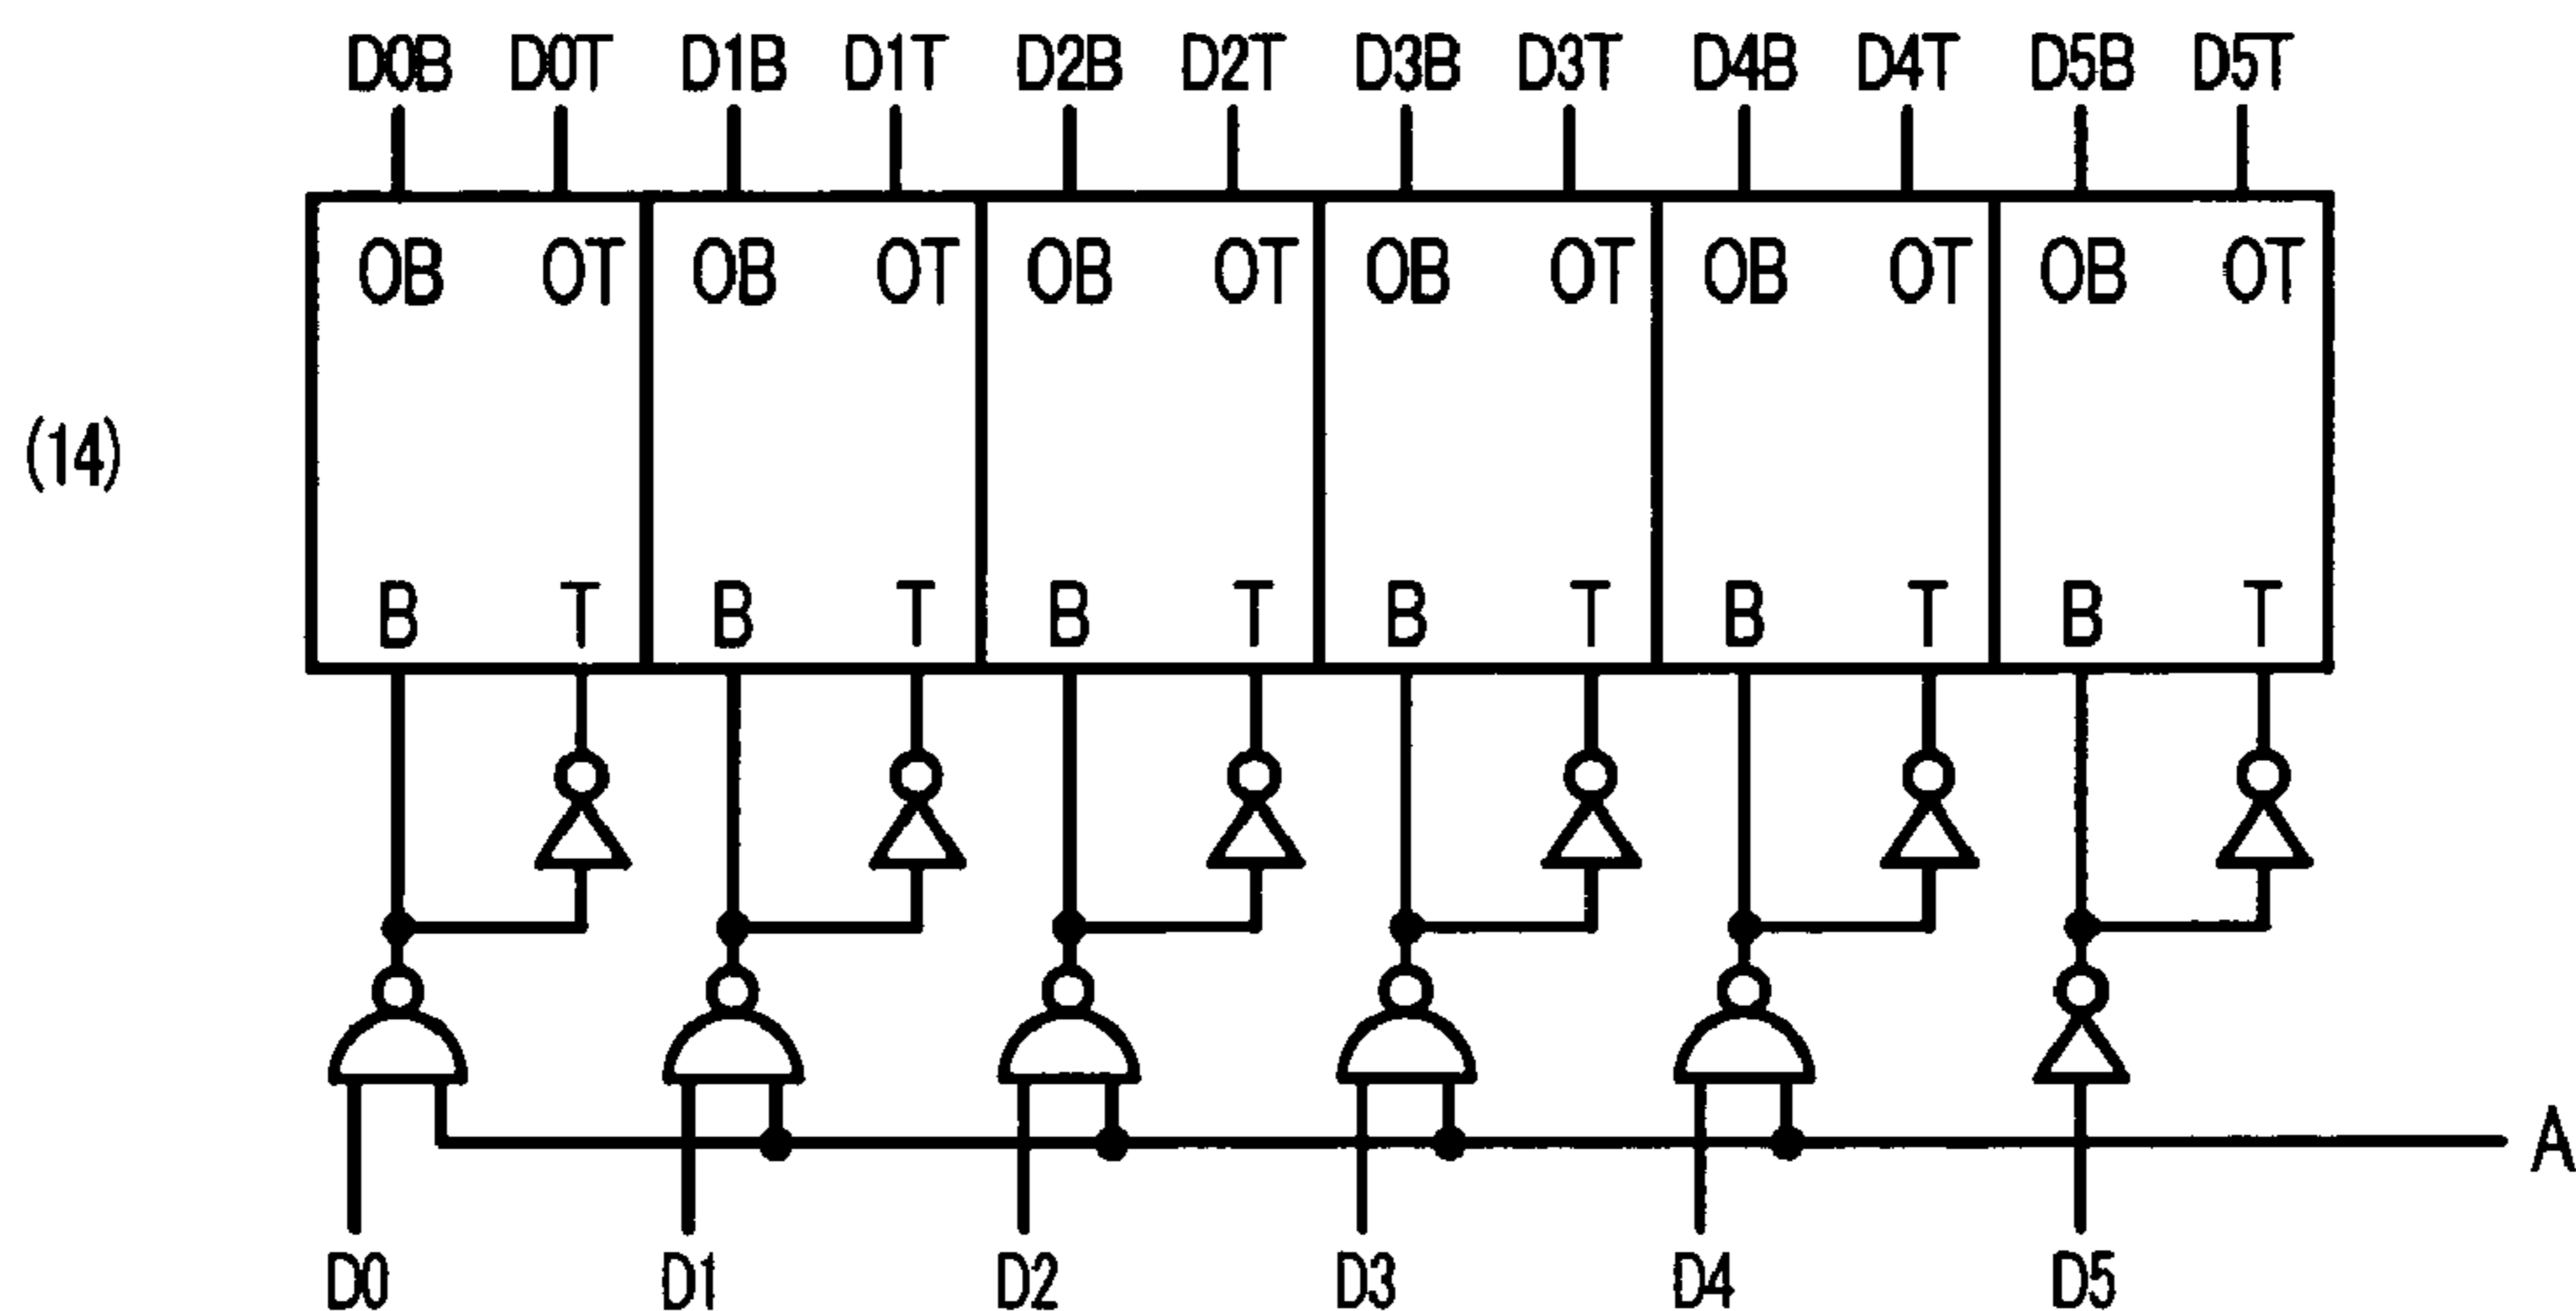 D0B D0T D1B D1T D2B D2T D3B D3T D4B D4T D5B D5T
OB OT OB OT OB OT OB OT OB OT OB OT
(14)
B T B T B T B T B T B T
A
D0 D1 D2 D3 D4 D5